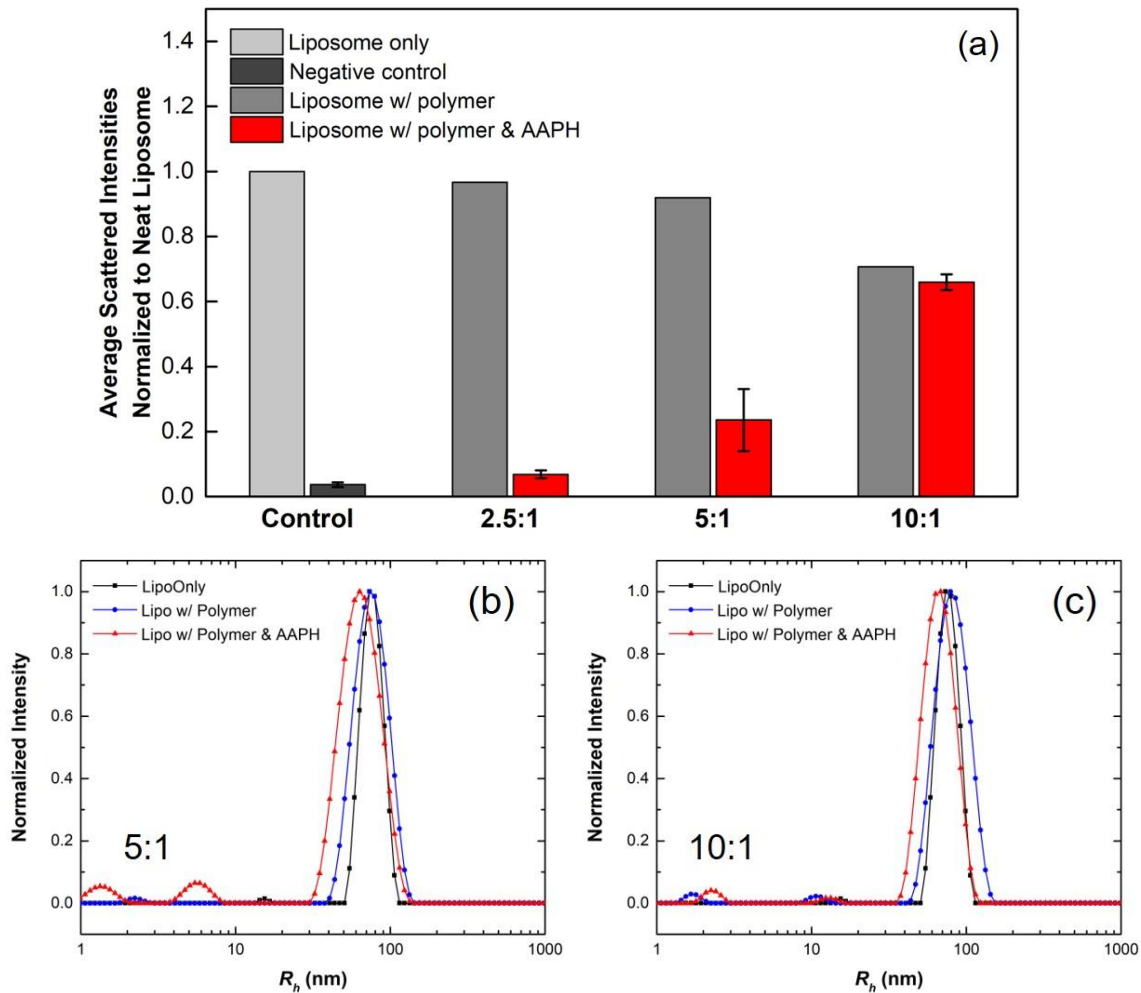 (a)
Liposome only
Negative control
Liposome w/ polymer
Liposome w/ polymer & AAPH
Average Scattered Intensities
Normalized to Neat Liposome
1.4
1.2
1.0
0.8
0.6
0.4
0.2
0.0
Control 2.5:1 5:1 10:1
(b)
LipoOnly
Lipo w/ Polymer
Lipo w/ Polymer & AAPH
Normalized Intensity
1.0
0.8
0.6
0.4
0.2
0.0
5:1
1 10 100 1000
R_h (nm)
(c)
LipoOnly
Lipo w/ Polymer
Lipo w/ Polymer & AAPH
Normalized Intensity
1.0
0.8
0.6
0.4
0.2
0.0
10:1
1 10 100 1000
R_h (nm)